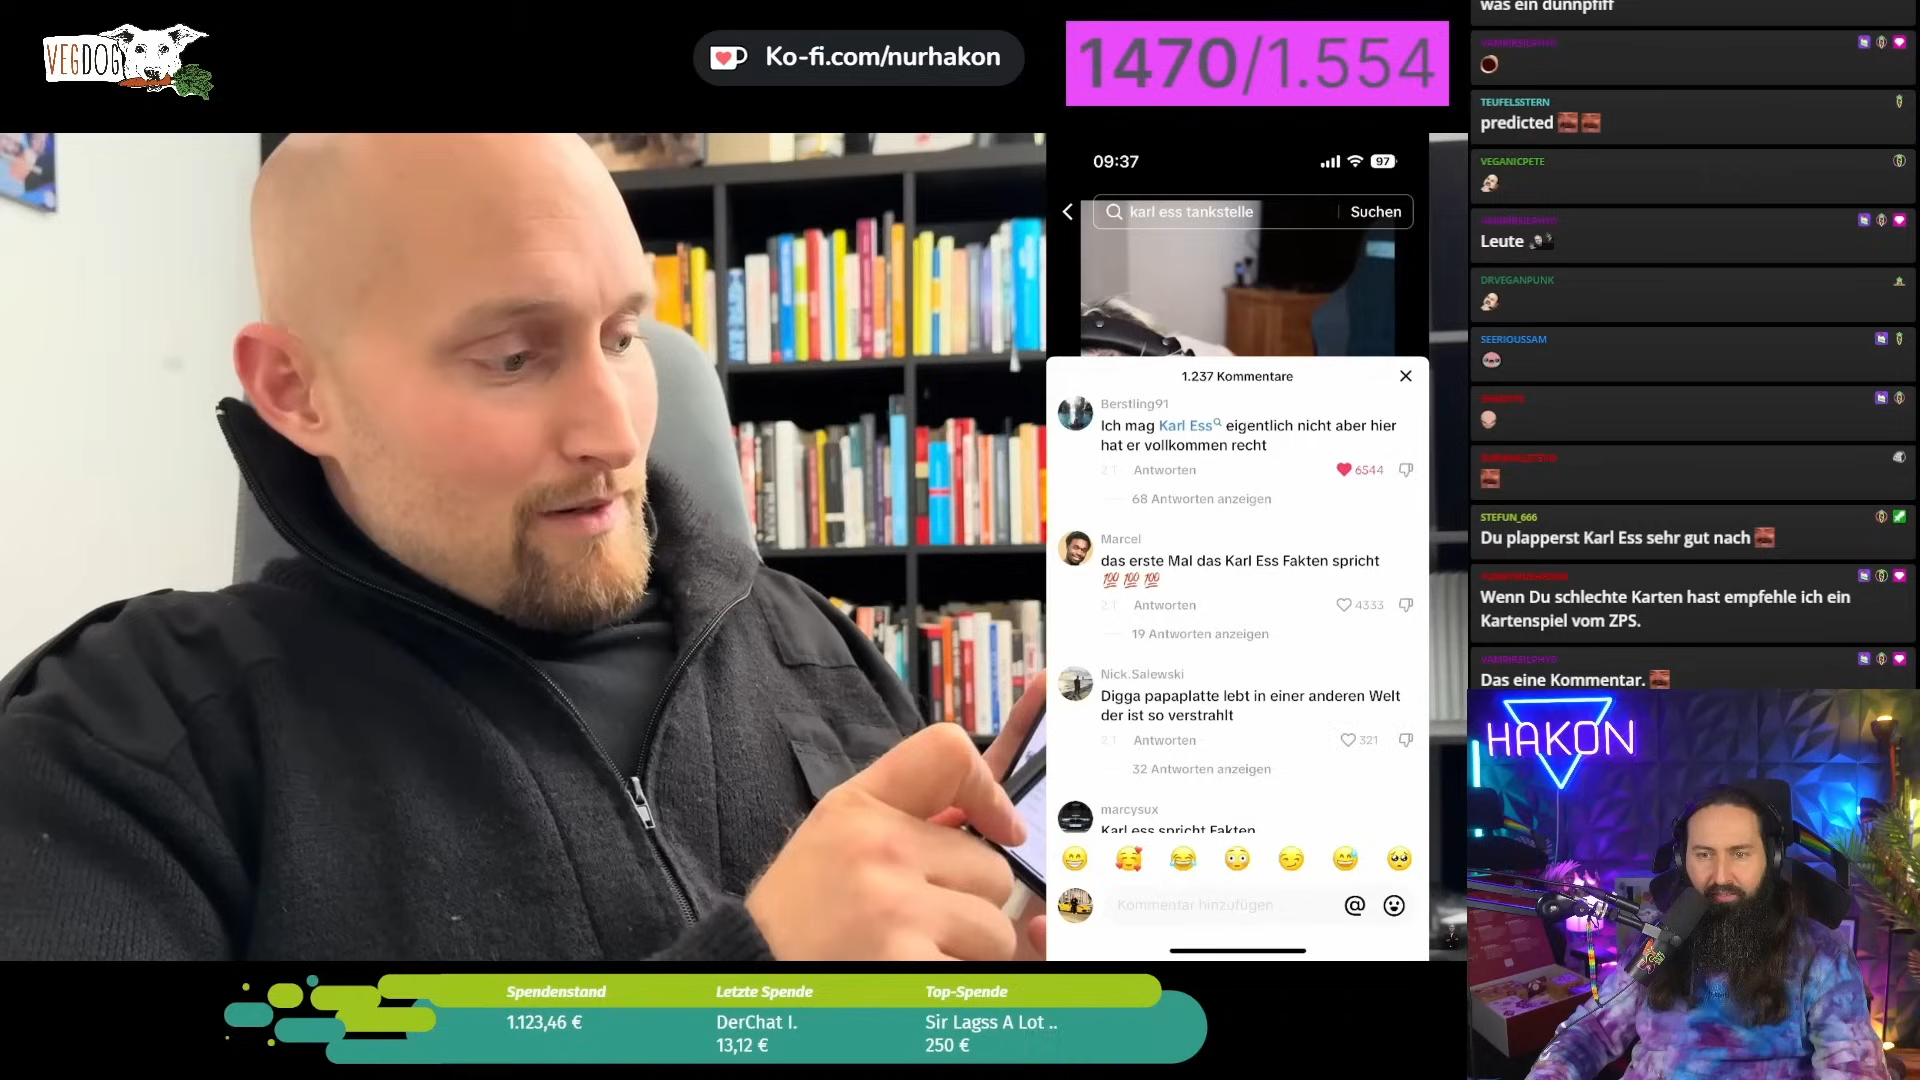 VEGDOG
Ko-fi.com/nurhakon
1470/1.554
09:37
97
karl ess tankstelle
Suchen
1.237 Kommentare
Berstling91
Ich mag Karl Ess eigentlich nicht aber hier
hat er vollkommen recht
Antworten
6544
68 Antworten anzeigen
Marcel
das erste Mal das Karl Ess Fakten spricht
💯 💯 💯
Antworten
4333
19 Antworten anzeigen
Nick.Salewski
Digga papaplatte lebt in einer anderen Welt
der ist so verstrahlt
Antworten
321
32 Antworten anzeigen
marcysux
Karl ess spricht Fakten
Kommentar hinzufügen
was ein dünnpfiff
TEUFELSSTERN
predicted
VEGANICPETE
Leute
DRVEGANPUNK
SEERIOUSSAM
STEFUN_666
Du plapperst Karl Ess sehr gut nach
Wenn Du schlechte Karten hast empfehle ich ein
Kartenspiel vom ZPS.
Das eine Kommentar.
HAKON
Spendenstand
1.123,46 €
Letzte Spende
DerChat I.
13,12 €
Top-Spende
Sir Lagss A Lot ..
250 €